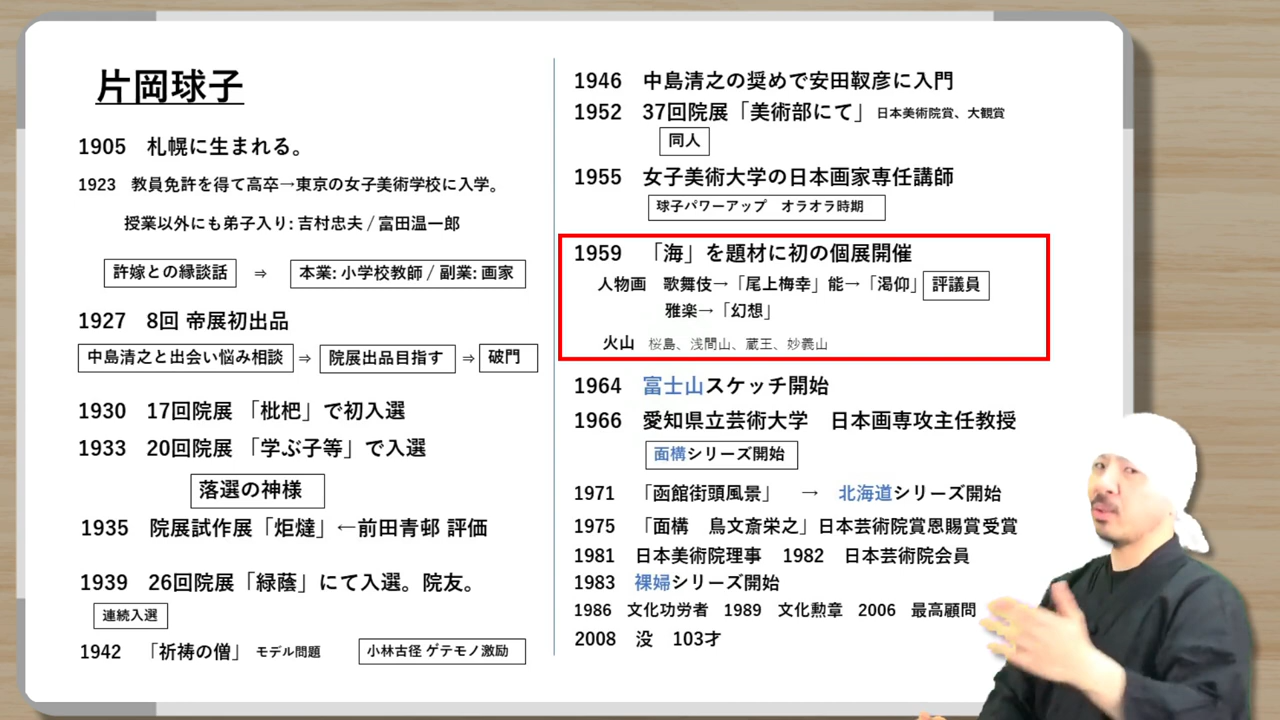 片岡球子
1905 札幌に生まれる。
1923 教員免許を得て高卒→東京の女子美術学校に入学。
授業以外にも弟子入り: 吉村忠夫 / 富田温一郎
許嫁との縁談話 ⇒ 本業: 小学校教師 / 副業: 画家
1927 8回 帝展初出品
中島清之と出会い悩み相談 ⇒ 院展出品目指す ⇒ 破門
1930 17回院展 「枇杷」で初入選
1933 20回院展 「学ぶ子等」で入選
落選の神様
1935 院展試作展「炬燵」←前田青邨 評価
1939 26回院展「緑蔭」にて入選。院友。
連続入選
1942 「祈祷の僧」 モデル問題 小林古径 ゲテモノ激励
1946 中島清之の奨めで安田靫彦に入門
1952 37回院展「美術部にて」 日本美術院賞、大観賞
同人
1955 女子美術大学の日本画家専任講師
球子パワーアップ オラオラ時期
1959 「海」を題材に初の個展開催
人物画 歌舞伎→「尾上梅幸」能→「渇仰」 評議員
雅楽→「幻想」
火山 桜島、浅間山、蔵王、妙義山
1964 富士山スケッチ開始
1966 愛知県立芸術大学 日本画専攻主任教授
面構シリーズ開始
1971 「函館街頭風景」 → 北海道シリーズ開始
1975 「面構 鳥文斎栄之」日本芸術院賞恩賜賞受賞
1981 日本美術院理事 1982 日本芸術院会員
1983 裸婦シリーズ開始
1986 文化功労者 1989 文化勲章 2006 最高顧問
2008 没 103才